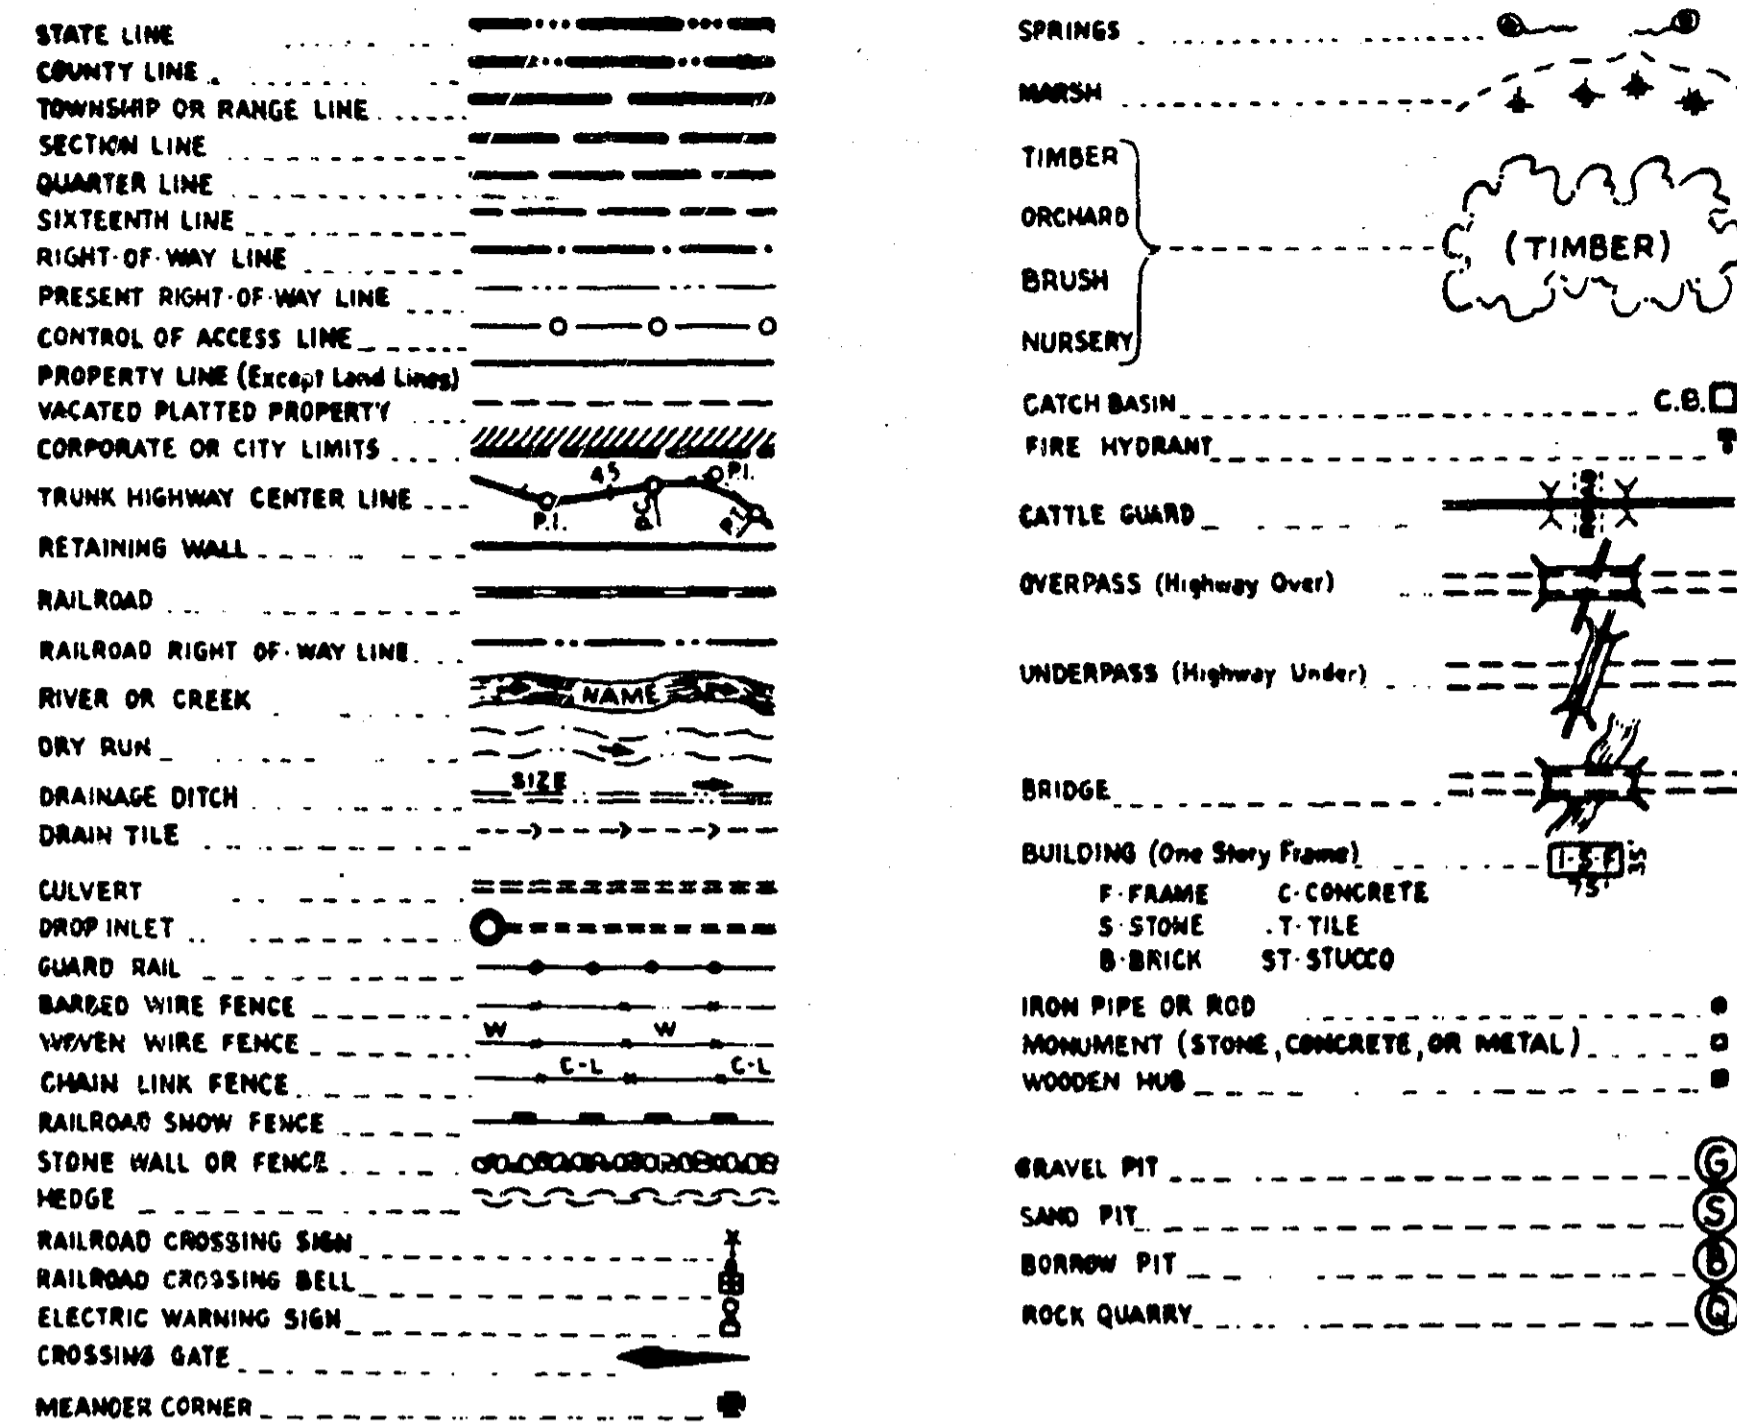 STATE LINE
COUNTY LINE
TOWNSHIP OR RANGE LINE
SECTION LINE
QUARTER LINE
SIXTEENTH LINE
RIGHT-OF-WAY LINE
PRESENT RIGHT-OF-WAY LINE
CONTROL OF ACCESS LINE
PROPERTY LINE (Except Land Lines)
VACATED PLATTED PROPERTY
CORPORATE OR CITY LIMITS
TRUNK HIGHWAY CENTER LINE
45 P.I.
P.I.
RETAINING WALL
RAILROAD
RAILROAD RIGHT OF-WAY LINE
RIVER OR CREEK NAME
DRY RUN
DRAINAGE DITCH SIZE
DRAIN TILE
CULVERT
DROP INLET
GUARD RAIL
BARBED WIRE FENCE
WOVEN WIRE FENCE W W
CHAIN LINK FENCE C-L C-L
RAILROAD SNOW FENCE
STONE WALL OR FENCE
HEDGE
RAILROAD CROSSING SIGN
RAILROAD CROSSING BELL
ELECTRIC WARNING SIGN
CROSSING GATE
MEANDER CORNER
SPRINGS
MARSH
TIMBER
ORCHARD
(TIMBER)
BRUSH
NURSERY
CATCH BASIN C.B.
FIRE HYDRANT
CATTLE GUARD
OVERPASS (Highway Over)
UNDERPASS (Highway Under)
BRIDGE
BUILDING (One Story Frame) 1-S-F
75'
F-FRAME C-CONCRETE
S-STONE T-TILE
B-BRICK ST-STUCCO
IRON PIPE OR ROD
MONUMENT (STONE, CONCRETE, OR METAL)
WOODEN HUB
GRAVEL PIT G
SAND PIT S
BORROW PIT B
ROCK QUARRY Q